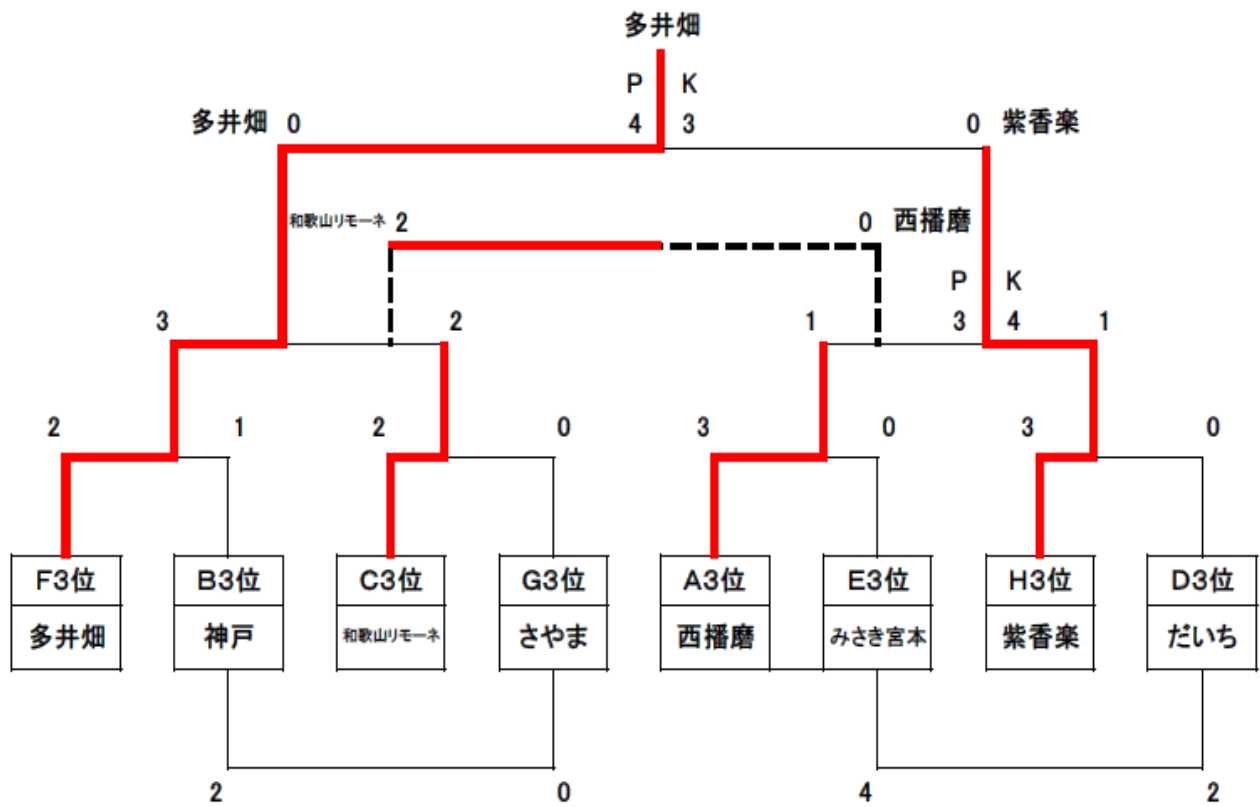 多井畑
P K
多井畑 0 4 3 0 紫香楽
和歌山リモーネ 2 0 西播磨
P K
3 2 1 3 4 1
2 1 2 0 3 0 3 0
F3位 B3位 C3位 G3位 A3位 E3位 H3位 D3位
多井畑 神戸 和歌山リモーネ さやま 西播磨 みさき宮本 紫香楽 だいち
2 0 4 2